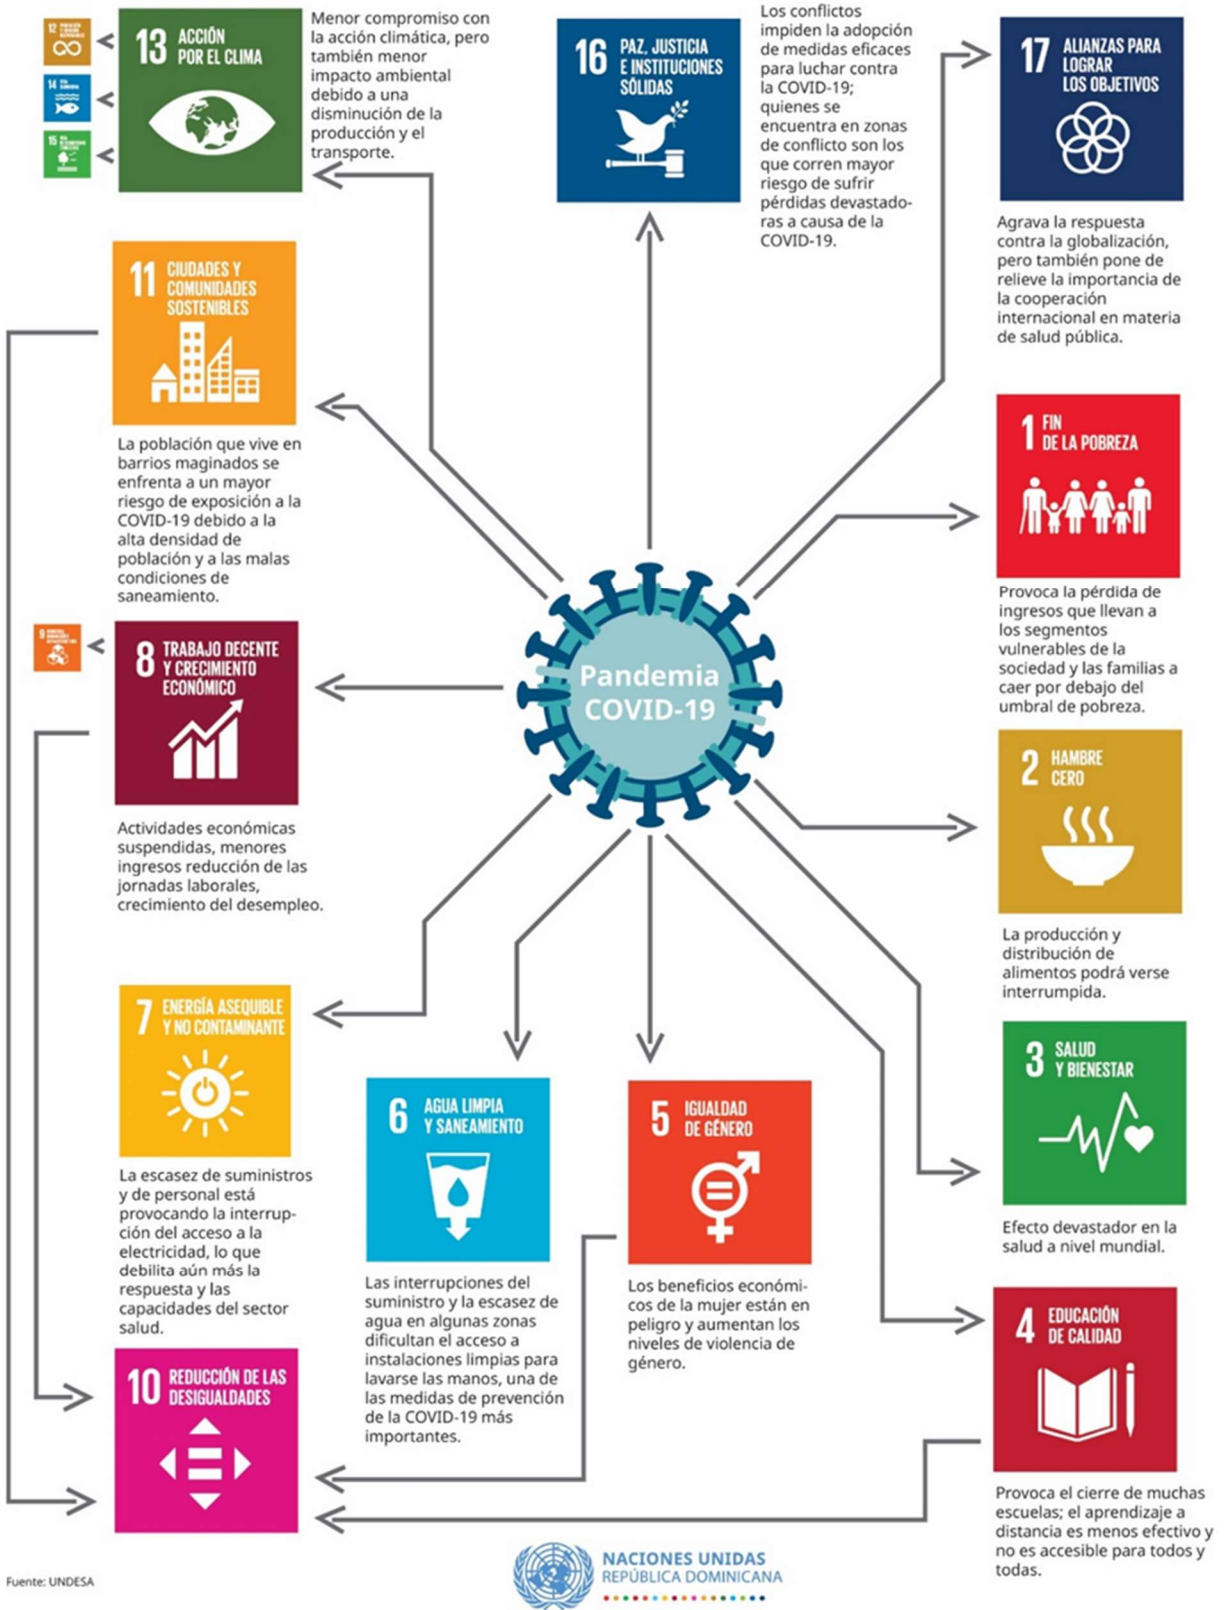 13 ACCIÓN
POR EL CLIMA
Menor compromiso con
la acción climática, pero
también menor
impacto ambiental
debido a una
disminución de la
producción y el
transporte.
12
14
15
16 PAZ, JUSTICIA
E INSTITUCIONES
SÓLIDAS
Los conflictos
impiden la adopción
de medidas eficaces
para luchar contra
la COVID-19;
quienes se
encuentra en zonas
de conflicto son los
que corren mayor
riesgo de sufrir
pérdidas devastado-
ras a causa de la
COVID-19.
17 ALIANZAS PARA
LOGRAR
LOS OBJETIVOS
Agrava la respuesta
contra la globalización,
pero también pone de
relieve la importancia de
la cooperación
internacional en materia
de salud pública.
11 CIUDADES Y
COMUNIDADES
SOSTENIBLES
La población que vive en
barrios maginados se
enfrenta a un mayor
riesgo de exposición a la
COVID-19 debido a la
alta densidad de
población y a las malas
condiciones de
saneamiento.
1 FIN
DE LA POBREZA
Provoca la pérdida de
ingresos que llevan a
los segmentos
vulnerables de la
sociedad y las familias a
caer por debajo del
umbral de pobreza.
Pandemia
COVID-19
9
8 TRABAJO DECENTE
Y CRECIMIENTO
ECONÓMICO
Actividades económicas
suspendidas, menores
ingresos reducción de las
jornadas laborales,
crecimiento del desempleo.
2 HAMBRE
CERO
La producción y
distribución de
alimentos podrá verse
interrumpida.
7 ENERGÍA ASEQUIBLE
Y NO CONTAMINANTE
La escasez de suministros
y de personal está
provocando la interrup-
ción del acceso a la
electricidad, lo que
debilita aún más la
respuesta y las
capacidades del sector
salud.
6 AGUA LIMPIA
Y SANEAMIENTO
Las interrupciones del
suministro y la escasez de
agua en algunas zonas
dificultan el acceso a
instalaciones limpias para
lavarse las manos, una de
las medidas de prevención
de la COVID-19 más
importantes.
5 IGUALDAD
DE GÉNERO
Los beneficios económi-
cos de la mujer están en
peligro y aumentan los
niveles de violencia de
género.
3 SALUD
Y BIENESTAR
Efecto devastador en la
salud a nivel mundial.
4 EDUCACIÓN
DE CALIDAD
Provoca el cierre de muchas
escuelas; el aprendizaje a
distancia es menos efectivo y
no es accesible para todos y
todas.
10 REDUCCIÓN DE LAS
DESIGUALDADES
Fuente: UNDESA
NACIONES UNIDAS
REPÚBLICA DOMINICANA